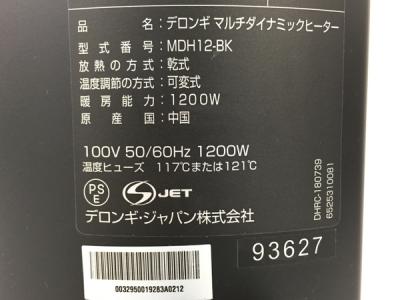 品名：デロンギ マルチダイナミックヒーター
型式番号：MDH12-BK
放熱の方式：乾式
温度調節の方式：可変式
暖房能力：1200W
原産国：中国
100V 50/60Hz 1200W
温度ヒューズ 117℃または121℃
PS
E
S JET
デロンギ・ジャパン株式会社
DHRC-180739
6525310081
0032950019283A0212
93627